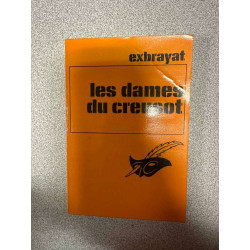 exbrayat
les dames
du creusot